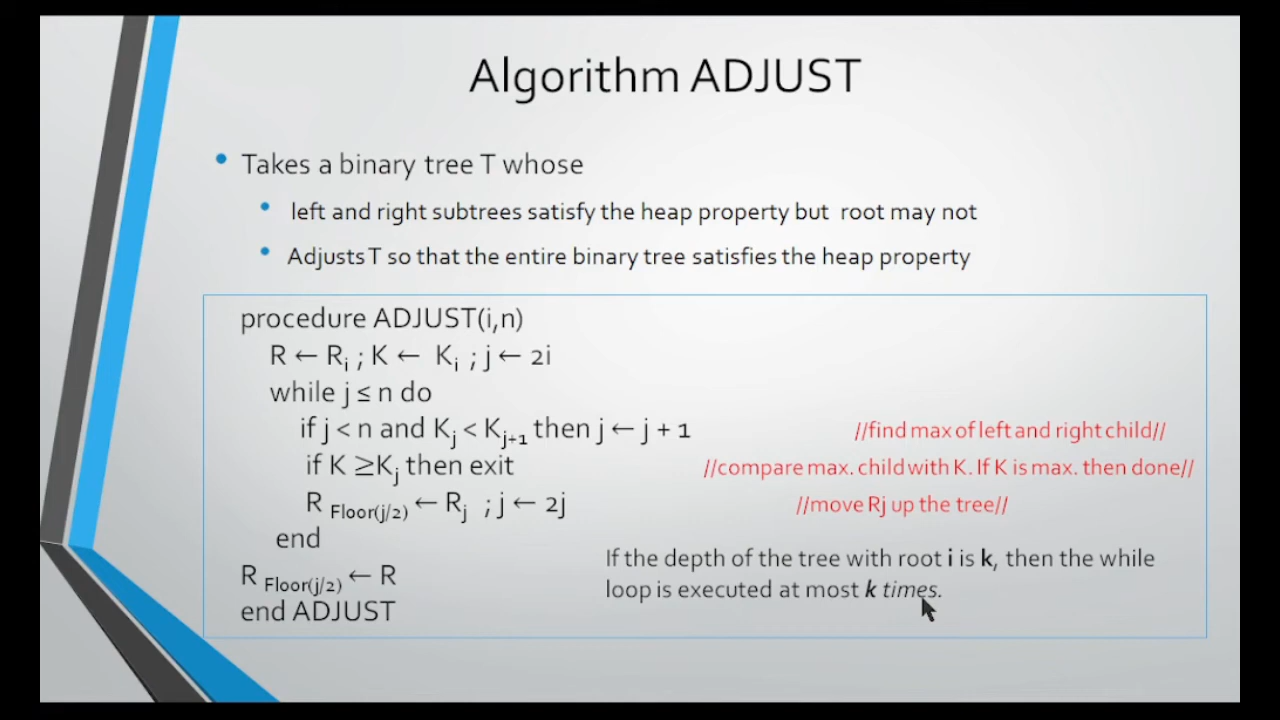 Algorithm ADJUST
• Takes a binary tree T whose
• left and right subtrees satisfy the heap property but root may not
• Adjusts T so that the entire binary tree satisfies the heap property
procedure ADJUST(i,n)
R ← Rᵢ ; K ← Kᵢ ; j ← 2i
while j ≤ n do
if j < n and Kⱼ < Kⱼ₊₁ then j ← j + 1 //find max of left and right child//
if K ≥Kⱼ then exit //compare max. child with K. If K is max. then done//
R Floor(j/2) ← Rⱼ ; j ← 2j //move Rj up the tree//
end
R Floor(j/2) ← R
end ADJUST
If the depth of the tree with root i is k, then the while
loop is executed at most k times.